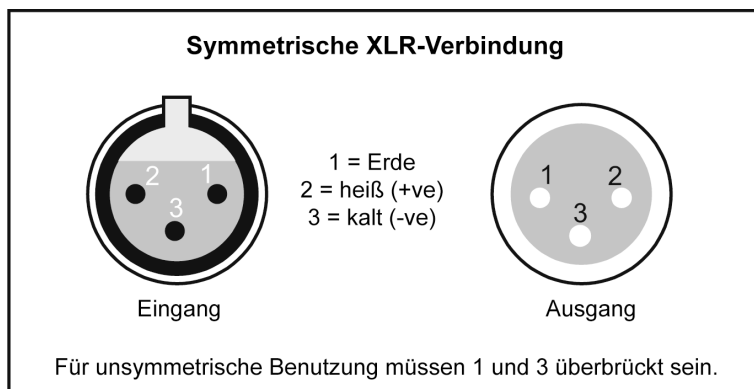 Symmetrische XLR-Verbindung
2 1
3
Eingang
1 = Erde
2 = heiß (+ve)
3 = kalt (-ve)
1 2
3
Ausgang
Für unsymmetrische Benutzung müssen 1 und 3 überbrückt sein.